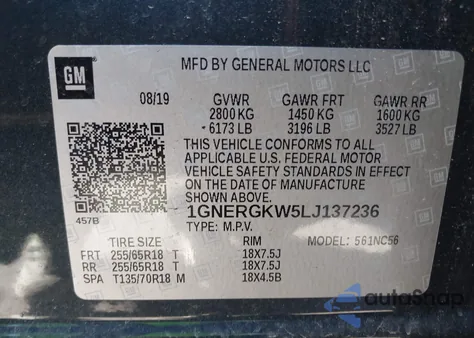 GM
MFD BY GENERAL MOTORS LLC
08/19 GVWR GAWR FRT GAWR RR
2800 KG 1450 KG 1600 KG
6173 LB 3196 LB 3527 LB
THIS VEHICLE CONFORMS TO ALL
APPLICABLE U.S. FEDERAL MOTOR
VEHICLE SAFETY STANDARDS IN EFFECT
ON THE DATE OF MANUFACTURE
SHOWN ABOVE.
457B
1GNERGKW5LJ137236
TYPE: M.P.V.
TIRE SIZE RIM MODEL: 561NC56
FRT 255/65R18 T 18X7.5J
RR 255/65R18 T 18X7.5J
SPA T135/70R18 M 18X4.5B
autoSnap